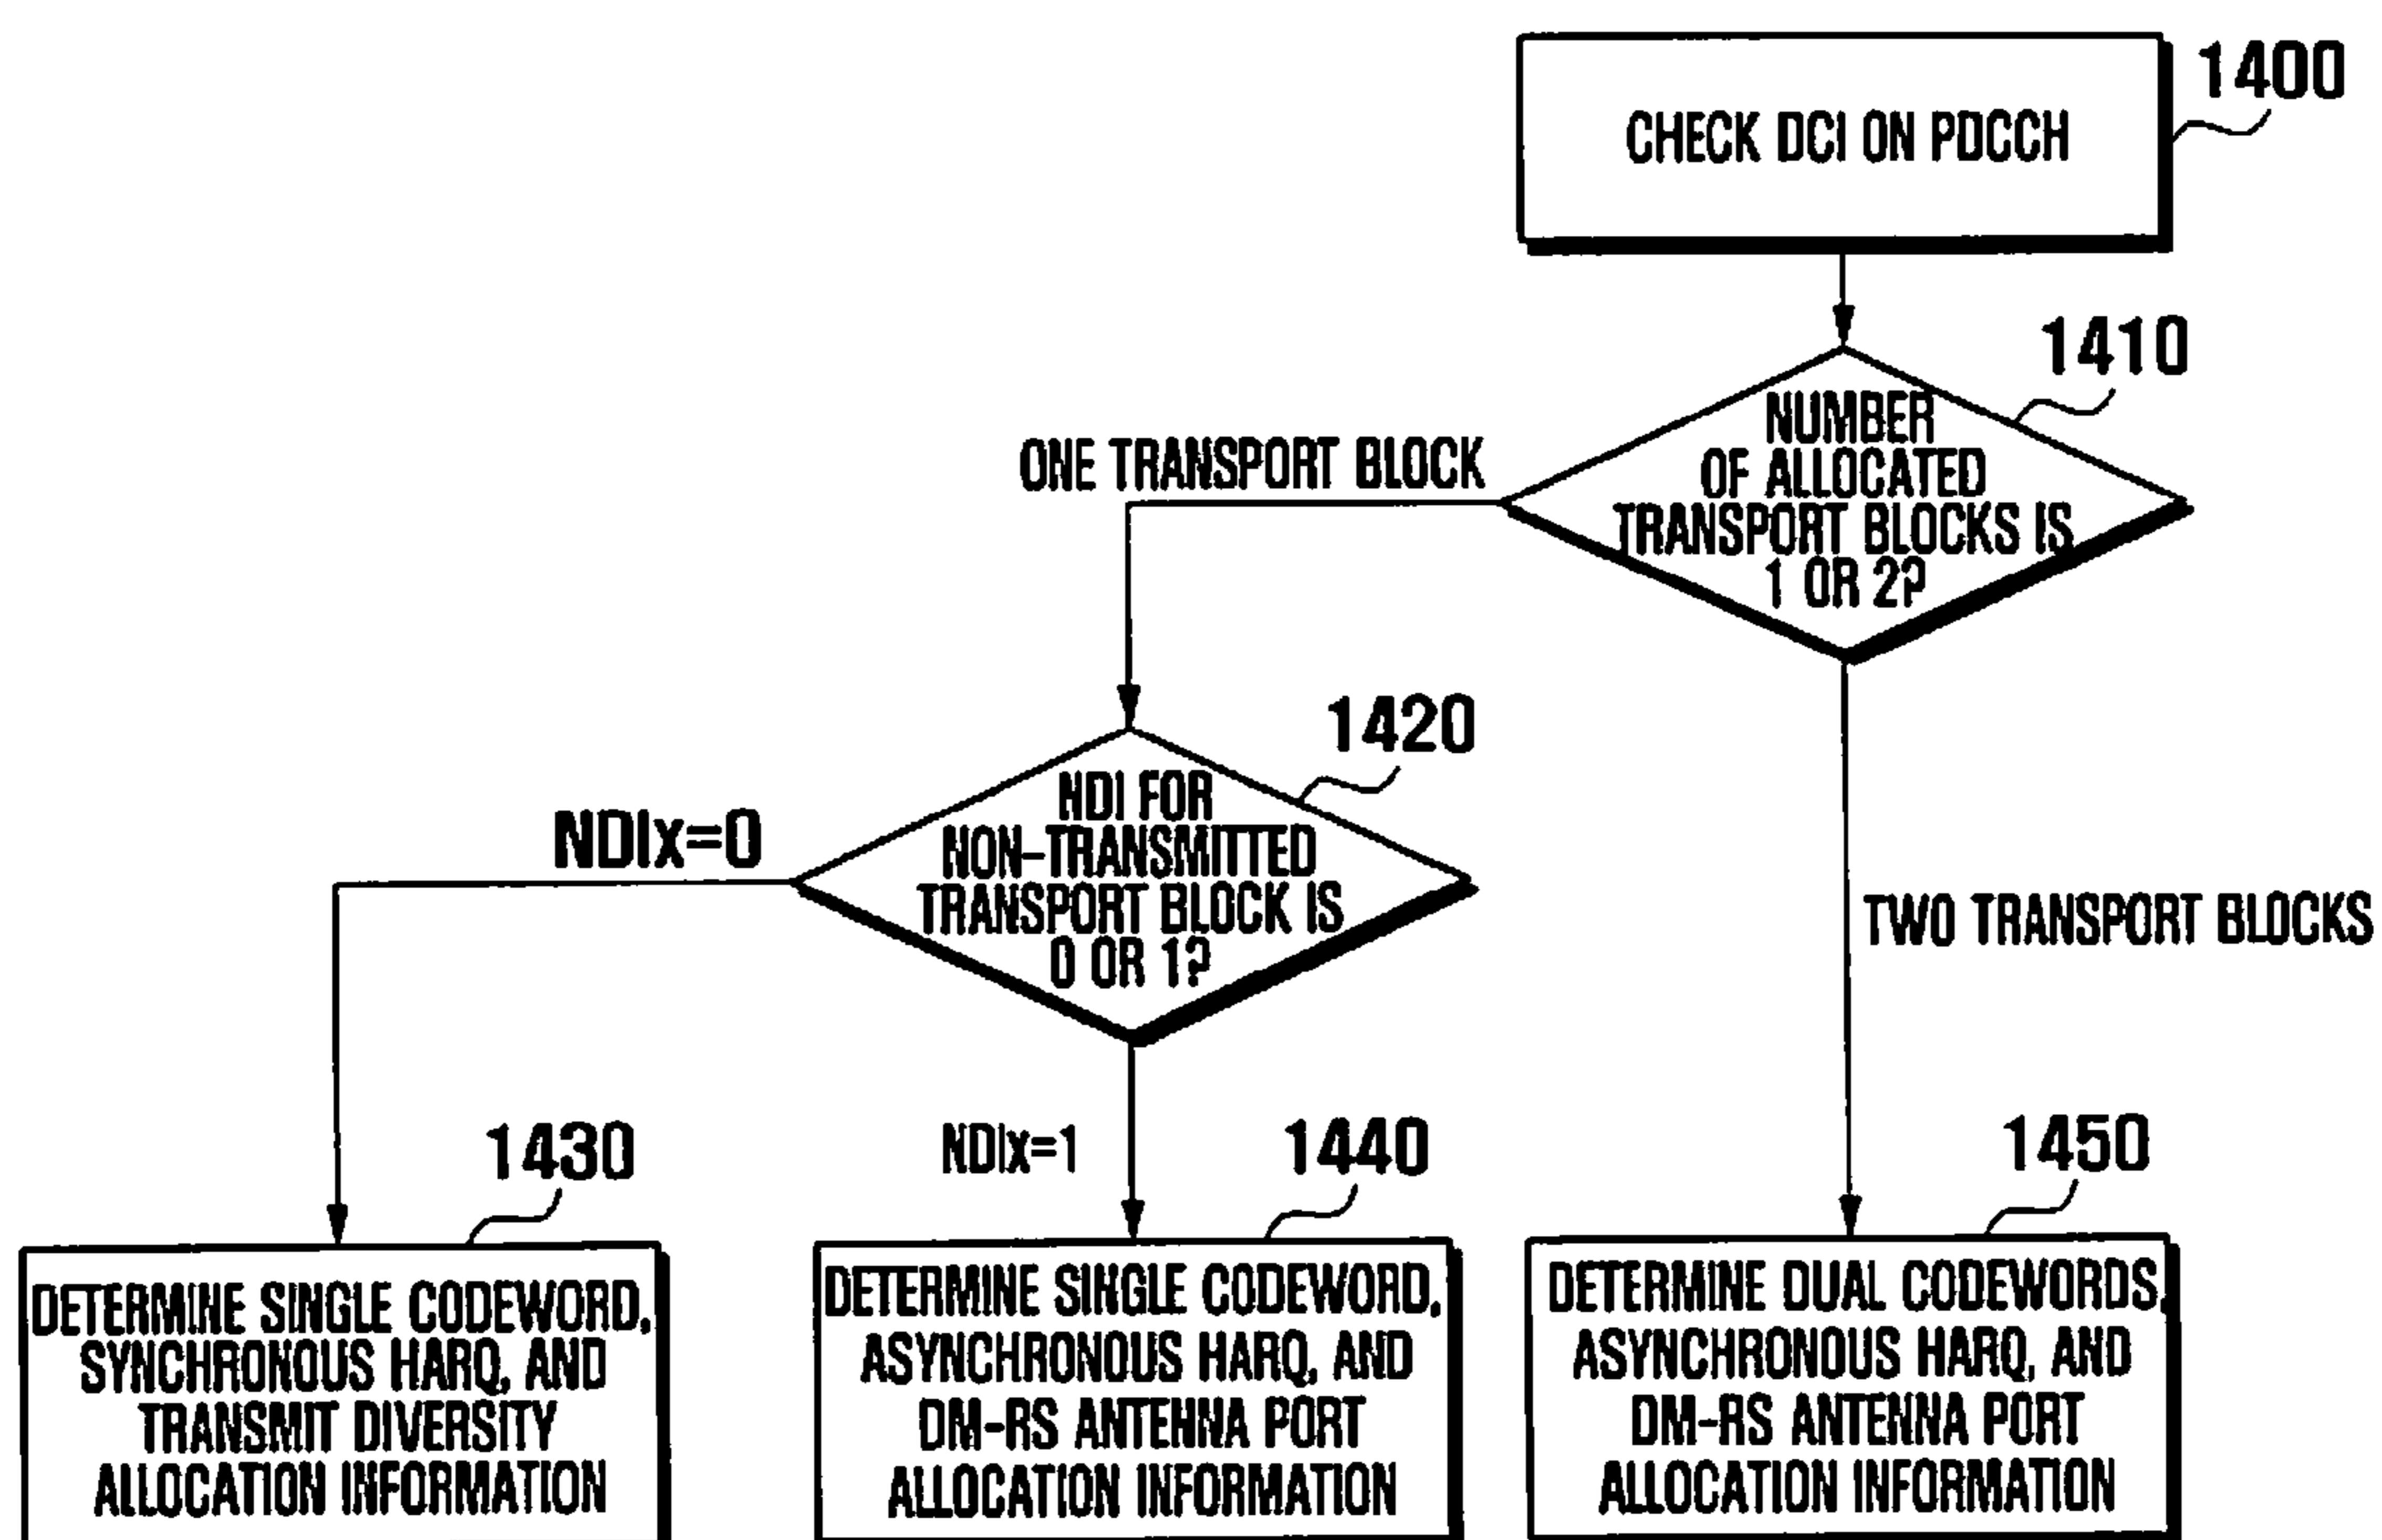 1400
CHECK DCI ON PDCCH
1410
NUMBER
OF ALLOCATED
TRANSPORT BLOCKS IS
1 OR 2?
ONE TRANSPORT BLOCK
1420
NDI FOR
NON-TRANSMITTED
TRANSPORT BLOCK IS
0 OR 1?
NDIx=0
TWO TRANSPORT BLOCKS
1430
NDIx=1
1440
1450
DETERMINE SINGLE CODEWORD,
SYNCHRONOUS HARQ, AND
TRANSMIT DIVERSITY
ALLOCATION INFORMATION
DETERMINE SINGLE CODEWORD,
ASYNCHRONOUS HARQ, AND
DM-RS ANTENNA PORT
ALLOCATION INFORMATION
DETERMINE DUAL CODEWORDS,
ASYNCHRONOUS HARQ, AND
DM-RS ANTENNA PORT
ALLOCATION INFORMATION